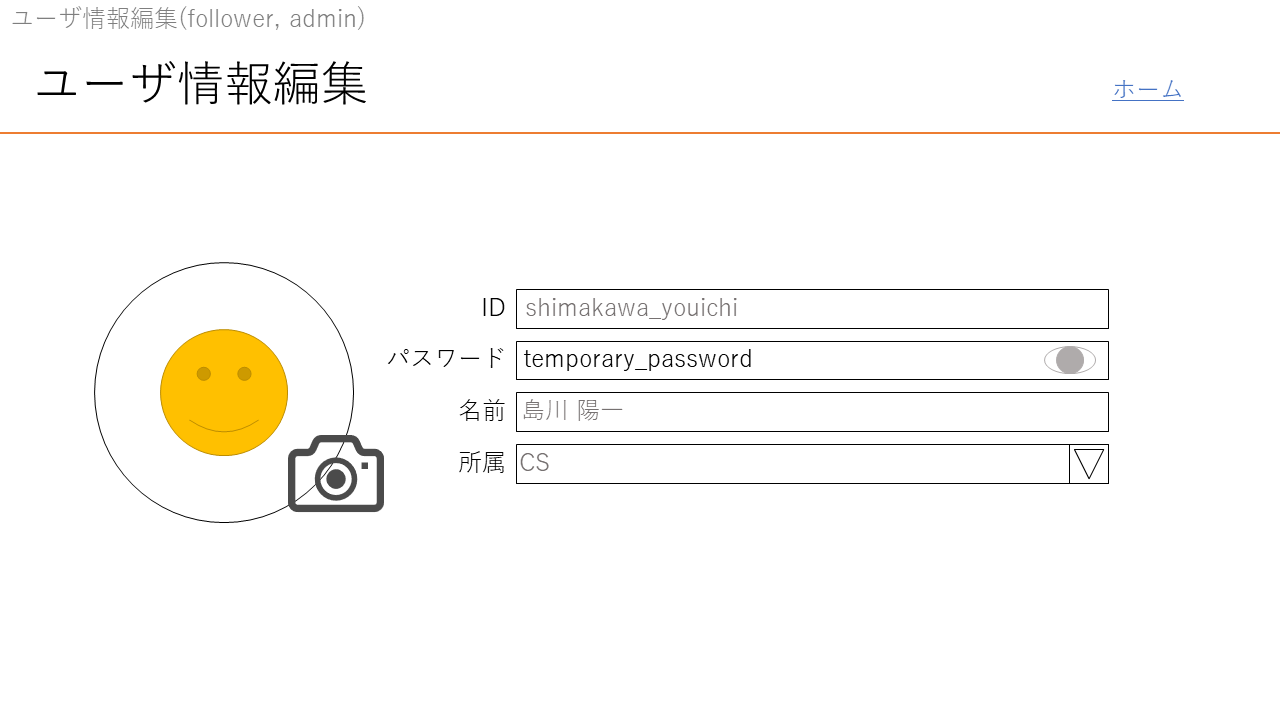 ユーザ情報編集(follower, admin)
ユーザ情報編集
ホーム
ID
shimakawa_youichi
パスワード
temporary_password
名前
島川 陽一
所属
CS